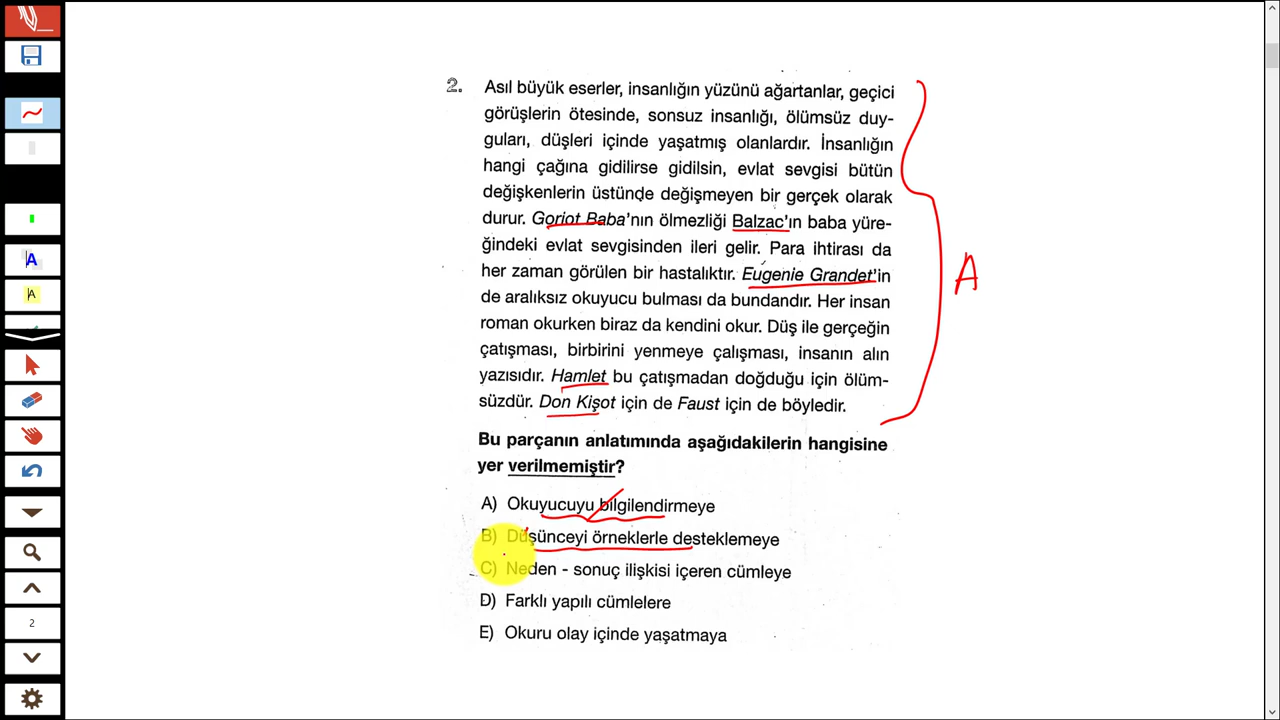 2. Asıl büyük eserler, insanlığın yüzünü ağartanlar, geçici
görüşlerin ötesinde, sonsuz insanlığı, ölümsüz duy-
guları, düşleri içinde yaşatmış olanlardır. İnsanlığın
hangi çağına gidilirse gidilsin, evlat sevgisi bütün
değişkenlerin üstünde değişmeyen bir gerçek olarak
durur. Goriot Baba'nın ölmezliği Balzac'ın baba yüre-
ğindeki evlat sevgisinden ileri gelir. Para ihtirası da
her zaman görülen bir hastalıktır. Eugenie Grandet'in
de aralıksız okuyucu bulması da bundandır. Her insan
roman okurken biraz da kendini okur. Düş ile gerçeğin
çatışması, birbirini yenmeye çalışması, insanın alın
yazısıdır. Hamlet bu çatışmadan doğduğu için ölüm-
süzdür. Don Kişot için de Faust için de böyledir.
A
Bu parçanın anlatımında aşağıdakilerin hangisine
yer verilmemiştir?
A) Okuyucuyu bilgilendirmeye
B) Düşünceyi örneklerle desteklemeye
C) Neden - sonuç ilişkisi içeren cümleye
D) Farklı yapılı cümlelere
E) Okuru olay içinde yaşatmaya
A
A
2